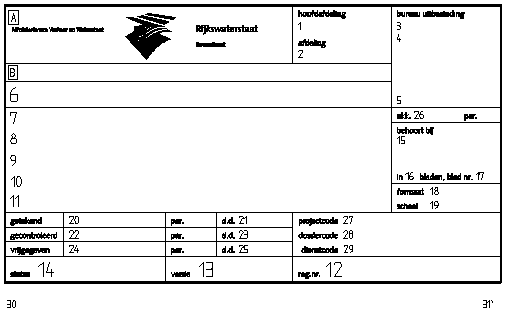 A
Ministerie van Verkeer en Waterstaat
Rijkswaterstaat
hoofdafdeling
1
afdeling
2
bureau uitbesteding
3
4
5
B
6
7
8
9
10
11
akk. 26 par.
behoort bij
15
in 16 bladen, blad nr. 17
formaat 18
schaal 19
getekend 20 par. d.d. 21 projectcode 27
gecontroleerd 22 par. d.d. 23 dossiercode 28
vrijgegeven 24 par. d.d. 25 dienstcode 29
status 14 versie 13 reg.nr. 12
30 31